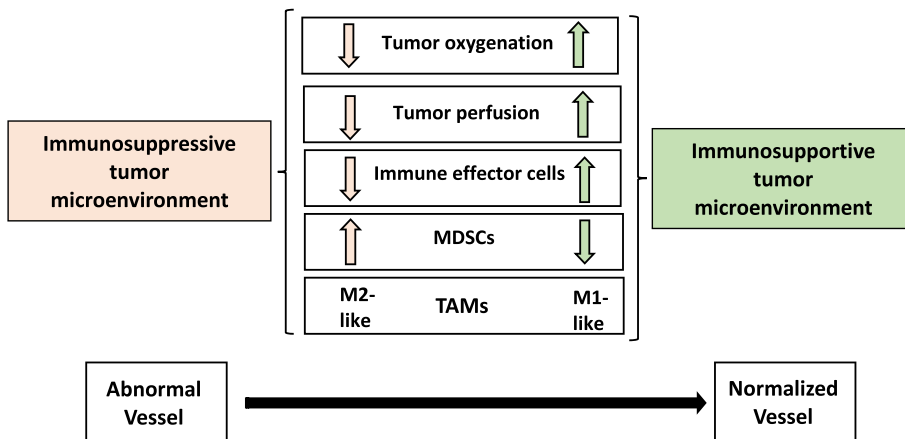 Tumor oxygenation
Tumor perfusion
Immunosuppressive
tumor
microenvironment
Immune effector cells
Immunosupportive
tumor
microenvironment
MDSCs
M2-
like
TAMs
M1-
like
Abnormal
Vessel
Normalized
Vessel